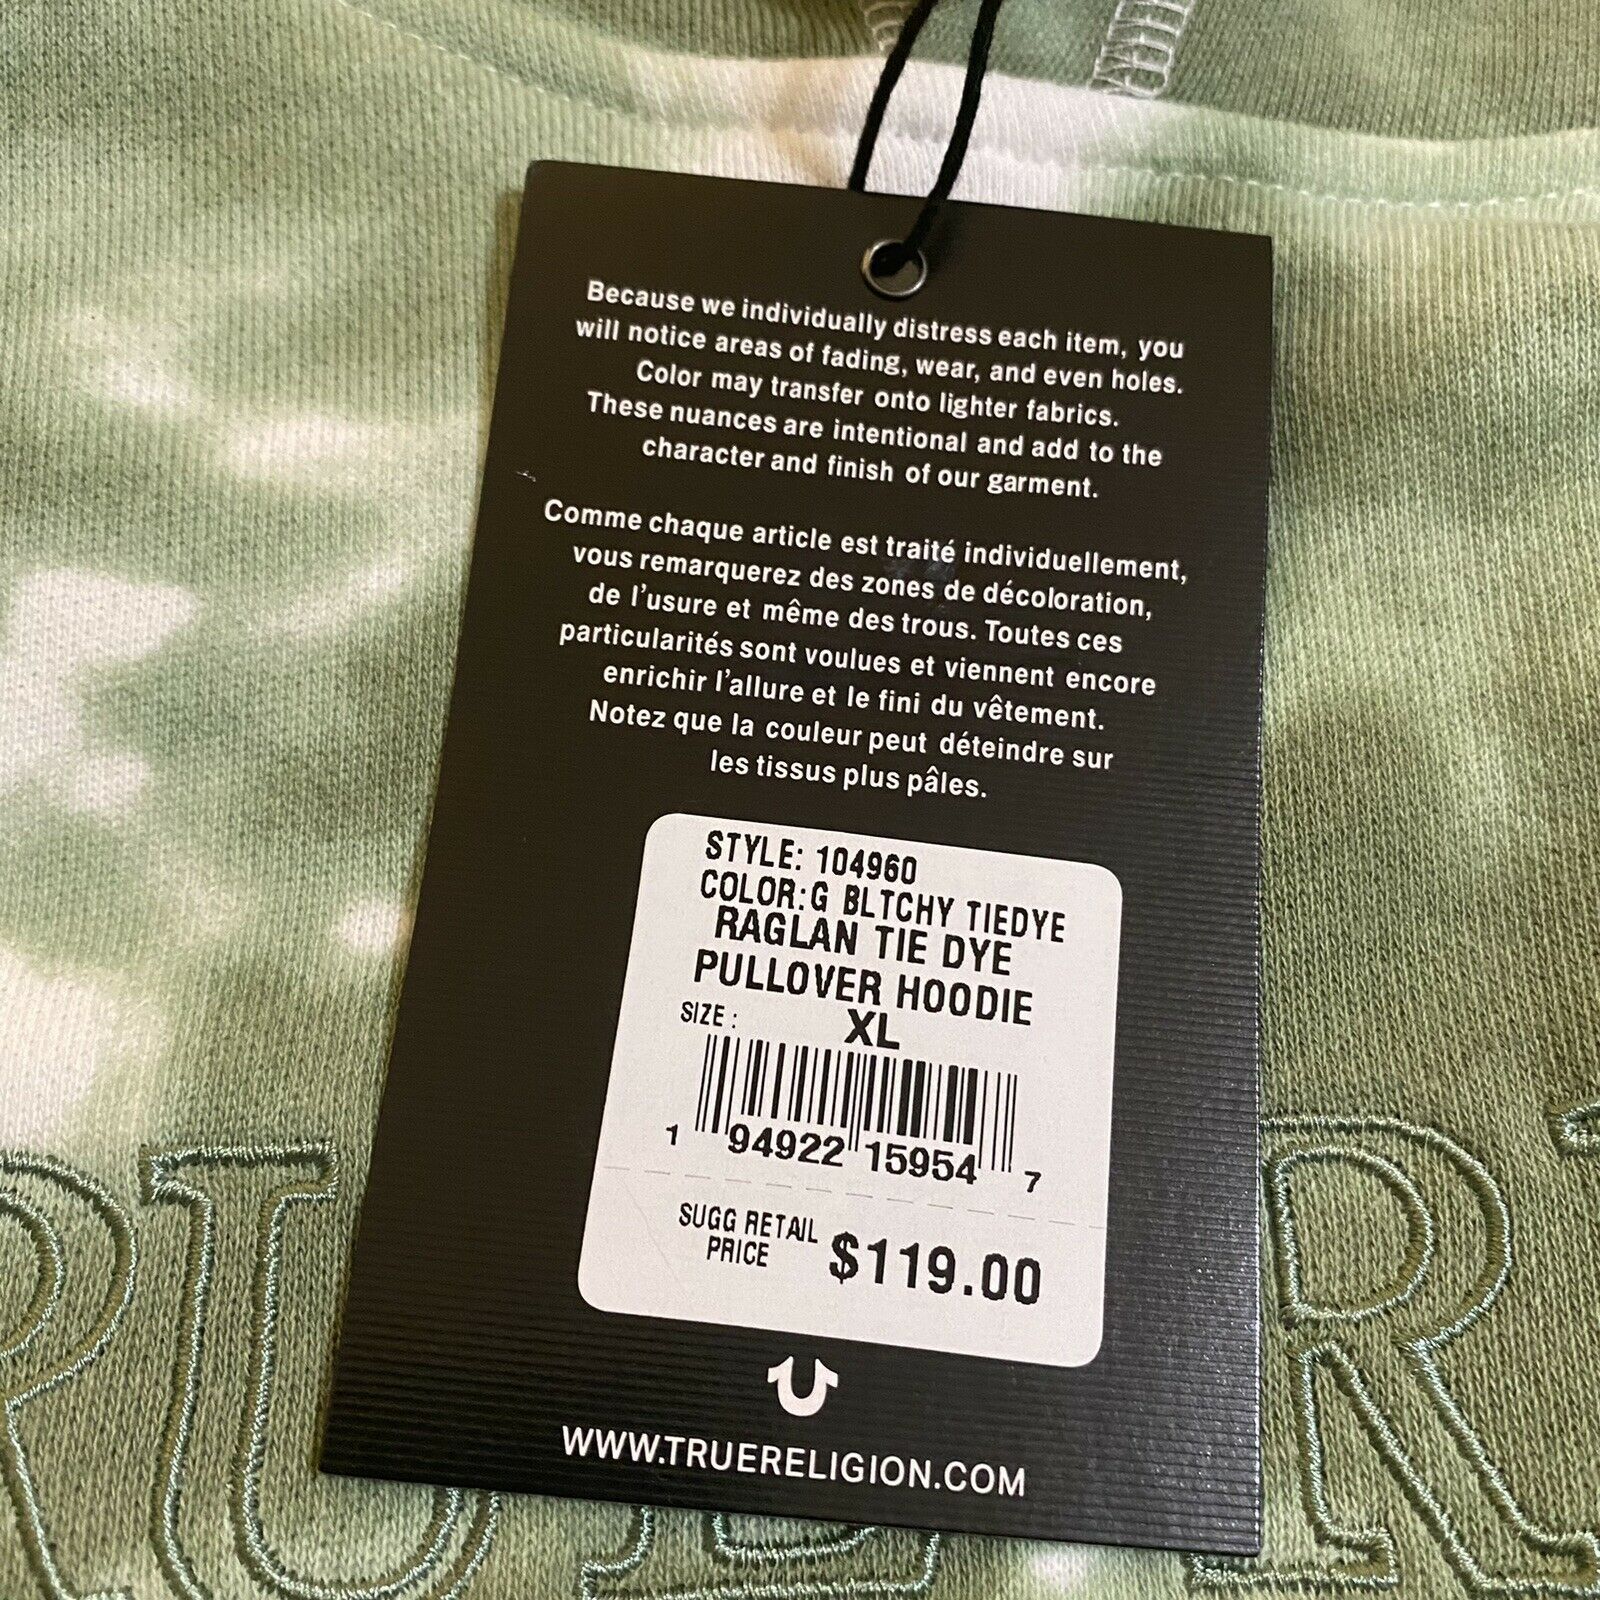 Because we individually distress each item, you
will notice areas of fading, wear, and even holes.
Color may transfer onto lighter fabrics.
These nuances are intentional and add to the
character and finish of our garment.
Comme chaque article est traité individuellement,
vous remarquerez des zones de décoloration,
de l'usure et même des trous. Toutes ces
particularités sont voulues et viennent encore
enrichir l'allure et le fini du vêtement.
Notez que la couleur peut déteindre sur
les tissus plus pâles.
STYLE: 104960
COLOR:G BLTCHY TIEDYE
RAGLAN TIE DYE
PULLOVER HOODIE
SIZE: XL
1 94922 15954 7
SUGG RETAIL
PRICE $119.00
WWW.TRUERELIGION.COM